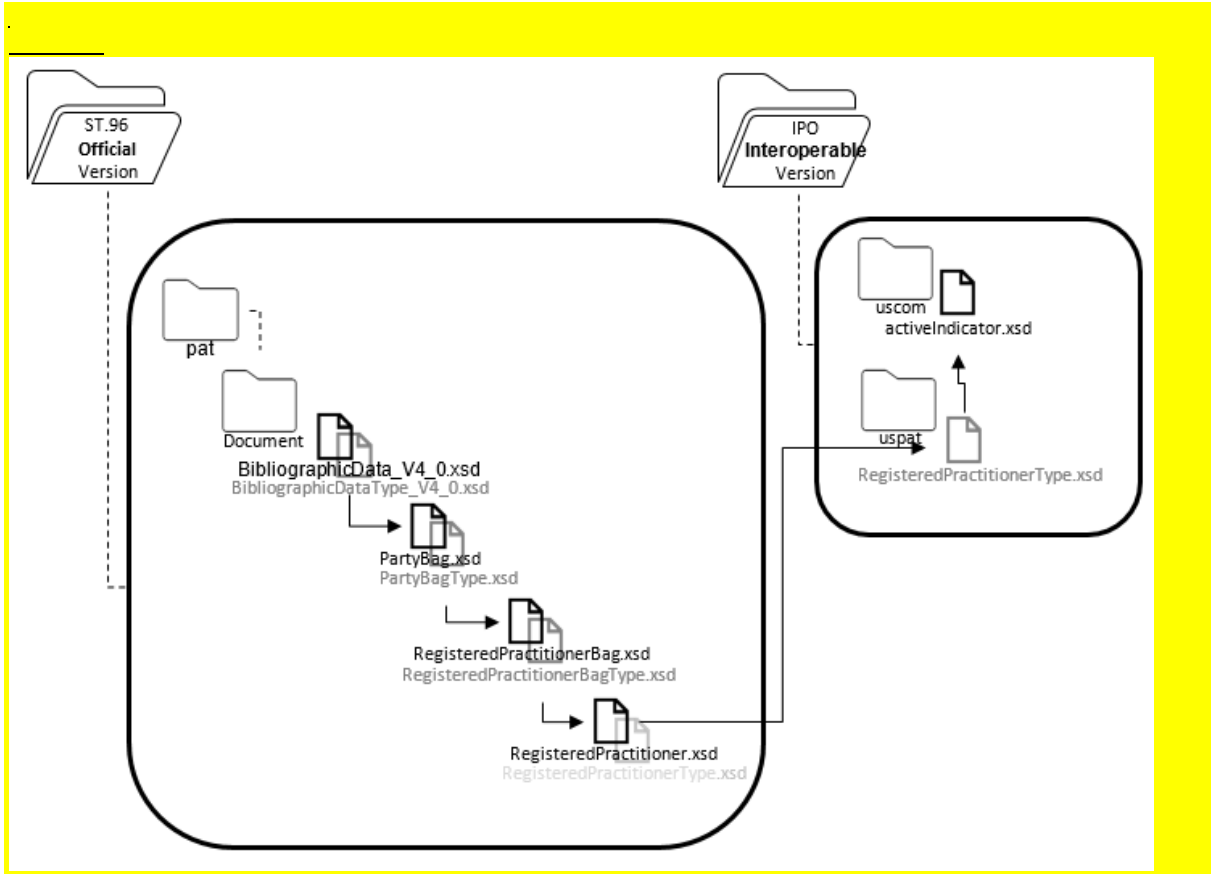 .
ST.96
Official
Version
IPO
Interoperable
Version
pat
Document
BibliographicData_V4_0.xsd
BibliographicDataType_V4_0.xsd
PartyBag.xsd
PartyBagType.xsd
RegisteredPractitionerBag.xsd
RegisteredPractitionerBagType.xsd
RegisteredPractitioner.xsd
RegisteredPractitionerType.xsd
uscom
activeIndicator.xsd
uspat
RegisteredPractitionerType.xsd